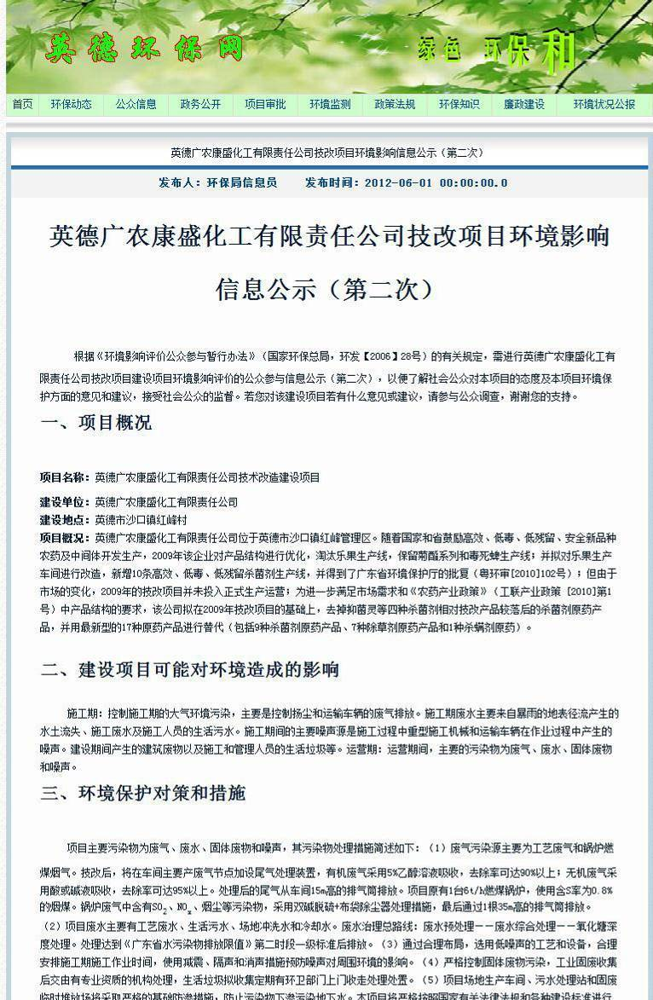 英德环保网
绿色 环保 和
首页 环保动态 公众信息 政务公开 项目审批 环境监测 政策法规 环保知识 廉政建设 环境状况公报
英德广农康盛化工有限责任公司技改项目环境影响信息公示（第二次）
发布人：环保局信息员 发布时间：2012-06-01 00:00:00.0
英德广农康盛化工有限责任公司技改项目环境影响
信息公示（第二次）
根据《环境影响评价公众参与暂行办法》（国家环保总局，环发【2006】28号）的有关规定，需进行英德广农康盛化工有
限责任公司技改项目建设项目环境影响评价的公众参与信息公示（第二次），以便了解社会公众对本项目的态度及本项目环境保
护方面的意见和建议，接受社会公众的监督。若您对该建设项目若有什么意见或建议，请参与公众调查，谢谢您的支持。
一、项目概况
项目名称：英德广农康盛化工有限责任公司技术改造建设项目
建设单位：英德广农康盛化工有限责任公司
建设地点：英德市沙口镇红峰村
项目概况：英德广农康盛化工有限责任公司位于英德市沙口镇红峰管理区。随着国家和省鼓励高效、低毒、低残留、安全新品种
农药及中间体开发生产，2009年该企业对产品结构进行优化，淘汰乐果生产线，保留菊酯系列和毒死蜱生产线；并拟对乐果生产
车间进行改造，新增10条高效、低毒、低残留杀菌剂生产线，并得到了广东省环境保护厅的批复（粤环审[2010]102号）；但由于
市场的变化，2009年的技改项目并未投入正式生产运营；为进一步满足市场需求和《农药产业政策》（工联产业政策 [2010]第1
号）中产品结构的要求，该公司拟在2009年技改项目的基础上，去掉抑菌灵等四种杀菌剂相对技改产品较落后的杀菌剂原药产
品，并用最新型的17种原药产品进行替代（包括9种杀菌剂原药产品、7种除草剂原药产品和1种杀螨剂原药）。
二、建设项目可能对环境造成的影响
施工期：控制施工期的大气环境污染，主要是控制扬尘和运输车辆的废气排放。施工期废水主要来自暴雨的地表径流产生的
水土流失、施工废水及施工人员的生活污水。施工期间的主要噪声源是施工过程中重型施工机械和运输车辆在作业过程中产生的
噪声。建设期间产生的建筑废物以及施工和管理人员的生活垃圾等。运营期：运营期间，主要的污染物为废气、废水、固体废物
和噪声。
三、环境保护对策和措施
项目主要污染物为废气、废水、固体废物和噪声，其污染物处理措施简述如下：（1）废气污染源主要为工艺废气和锅炉燃
煤烟气。技改后，将在车间主要产废气节点加设尾气处理装置，有机废气采用5%乙醇溶液吸收，去除率可达90%以上；无机废气采
用酸或碱液吸收，去除率可达95%以上。处理后的尾气从车间15m高的排气筒排放。项目原有1台6t/h燃煤锅炉，使用含S率为0.8%
的烟煤。锅炉废气中含有SO2、NOx、烟尘等污染物，采用双碱脱硫+布袋除尘器处理措施，最后通过1根35m高的排气筒排放。
（2）项目废水主要有工艺废水、生活污水、场地冲洗水和冷却水。废水治理总路线：废水预处理——废水综合处理——氧化塘深
度处理。处理达到《广东省水污染物排放限值》第二时段一级标准后排放。（3）通过合理布局，选用低噪声的工艺和设备，合理
安排施工期施工作业时间，使用减震、隔声和消声措施预防噪声对周围环境的影响。（4）严格控制固体废物污染，工业固废收集
后交由有专业资质的机构处理，生活垃圾拟收集定期有环卫部门上门收走处理处置。（5）项目场地生产车间、污水处理站和固废
临时堆放场将采取严格的基础防渗措施，防止污染物下渗污染地下水。本项目将严格按照国家有关法律法规和各种建设标准进行